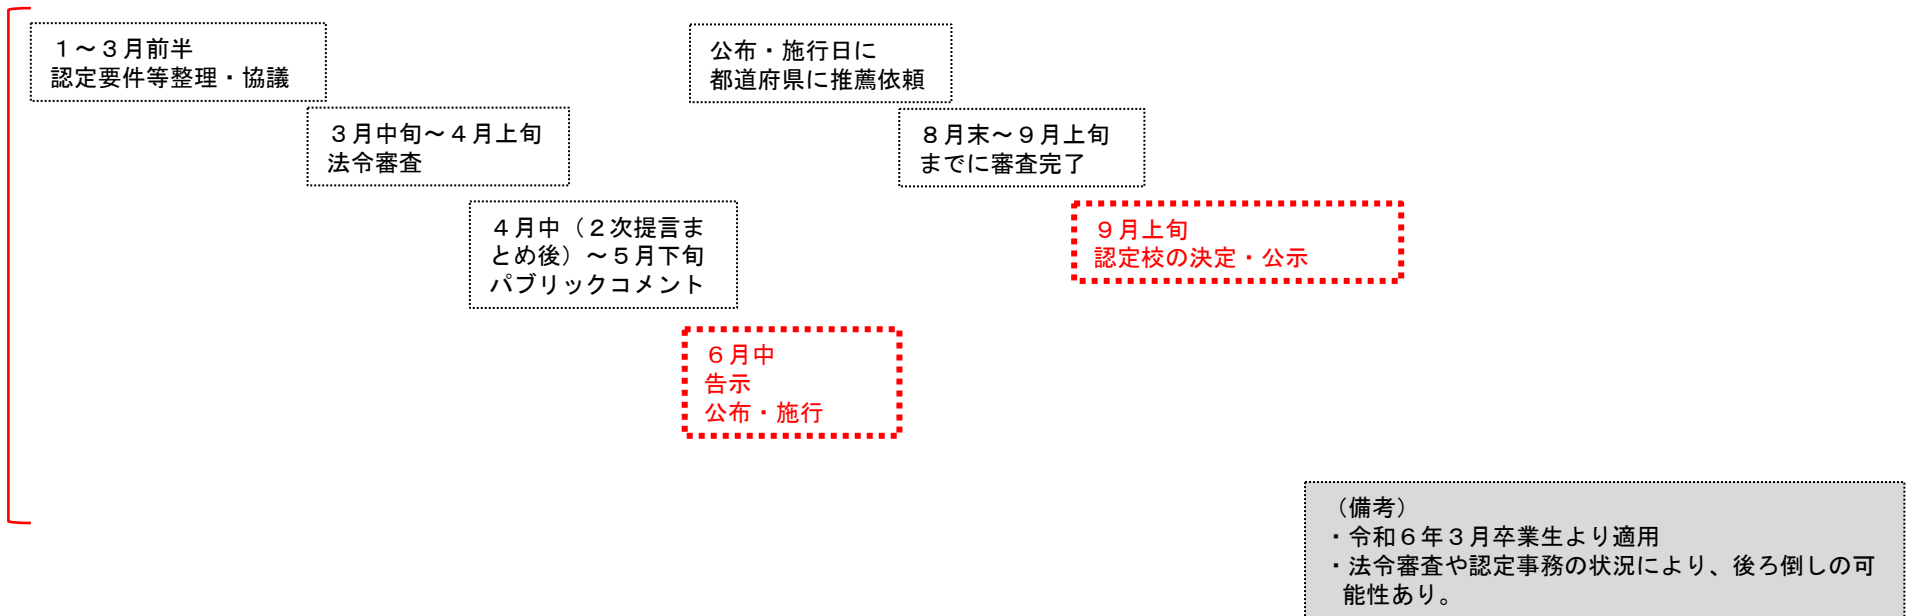 １～３月前半
認定要件等整理・協議
３月中旬～４月上旬
法令審査
４月中（２次提言ま
とめ後）～５月下旬
パブリックコメント
６月中
告示
公布・施行
公布・施行日に
都道府県に推薦依頼
８月末～９月上旬
までに審査完了
９月上旬
認定校の決定・公示
（備考）
・令和６年３月卒業生より適用
・法令審査や認定事務の状況により、後ろ倒しの可
能性あり。